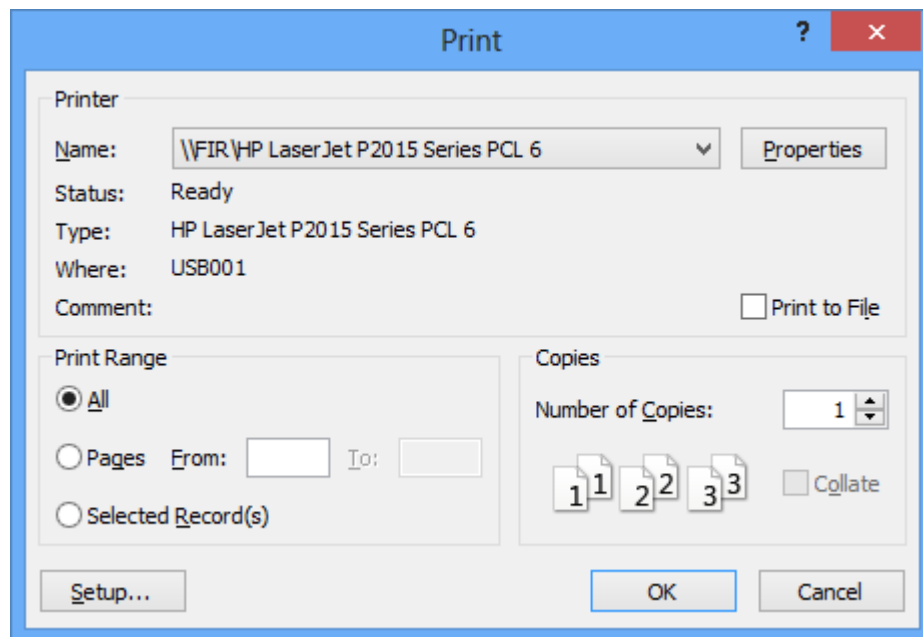 Print
?
Printer
Name: \\FIR\HP LaserJet P2015 Series PCL 6 Properties
Status: Ready
Type: HP LaserJet P2015 Series PCL 6
Where: USB001
Comment: Print to File
Print Range Copies
All Number of Copies: 1
Pages From: To:
1 1 2 2 3 3 Collate
Selected Record(s)
Setup... OK Cancel